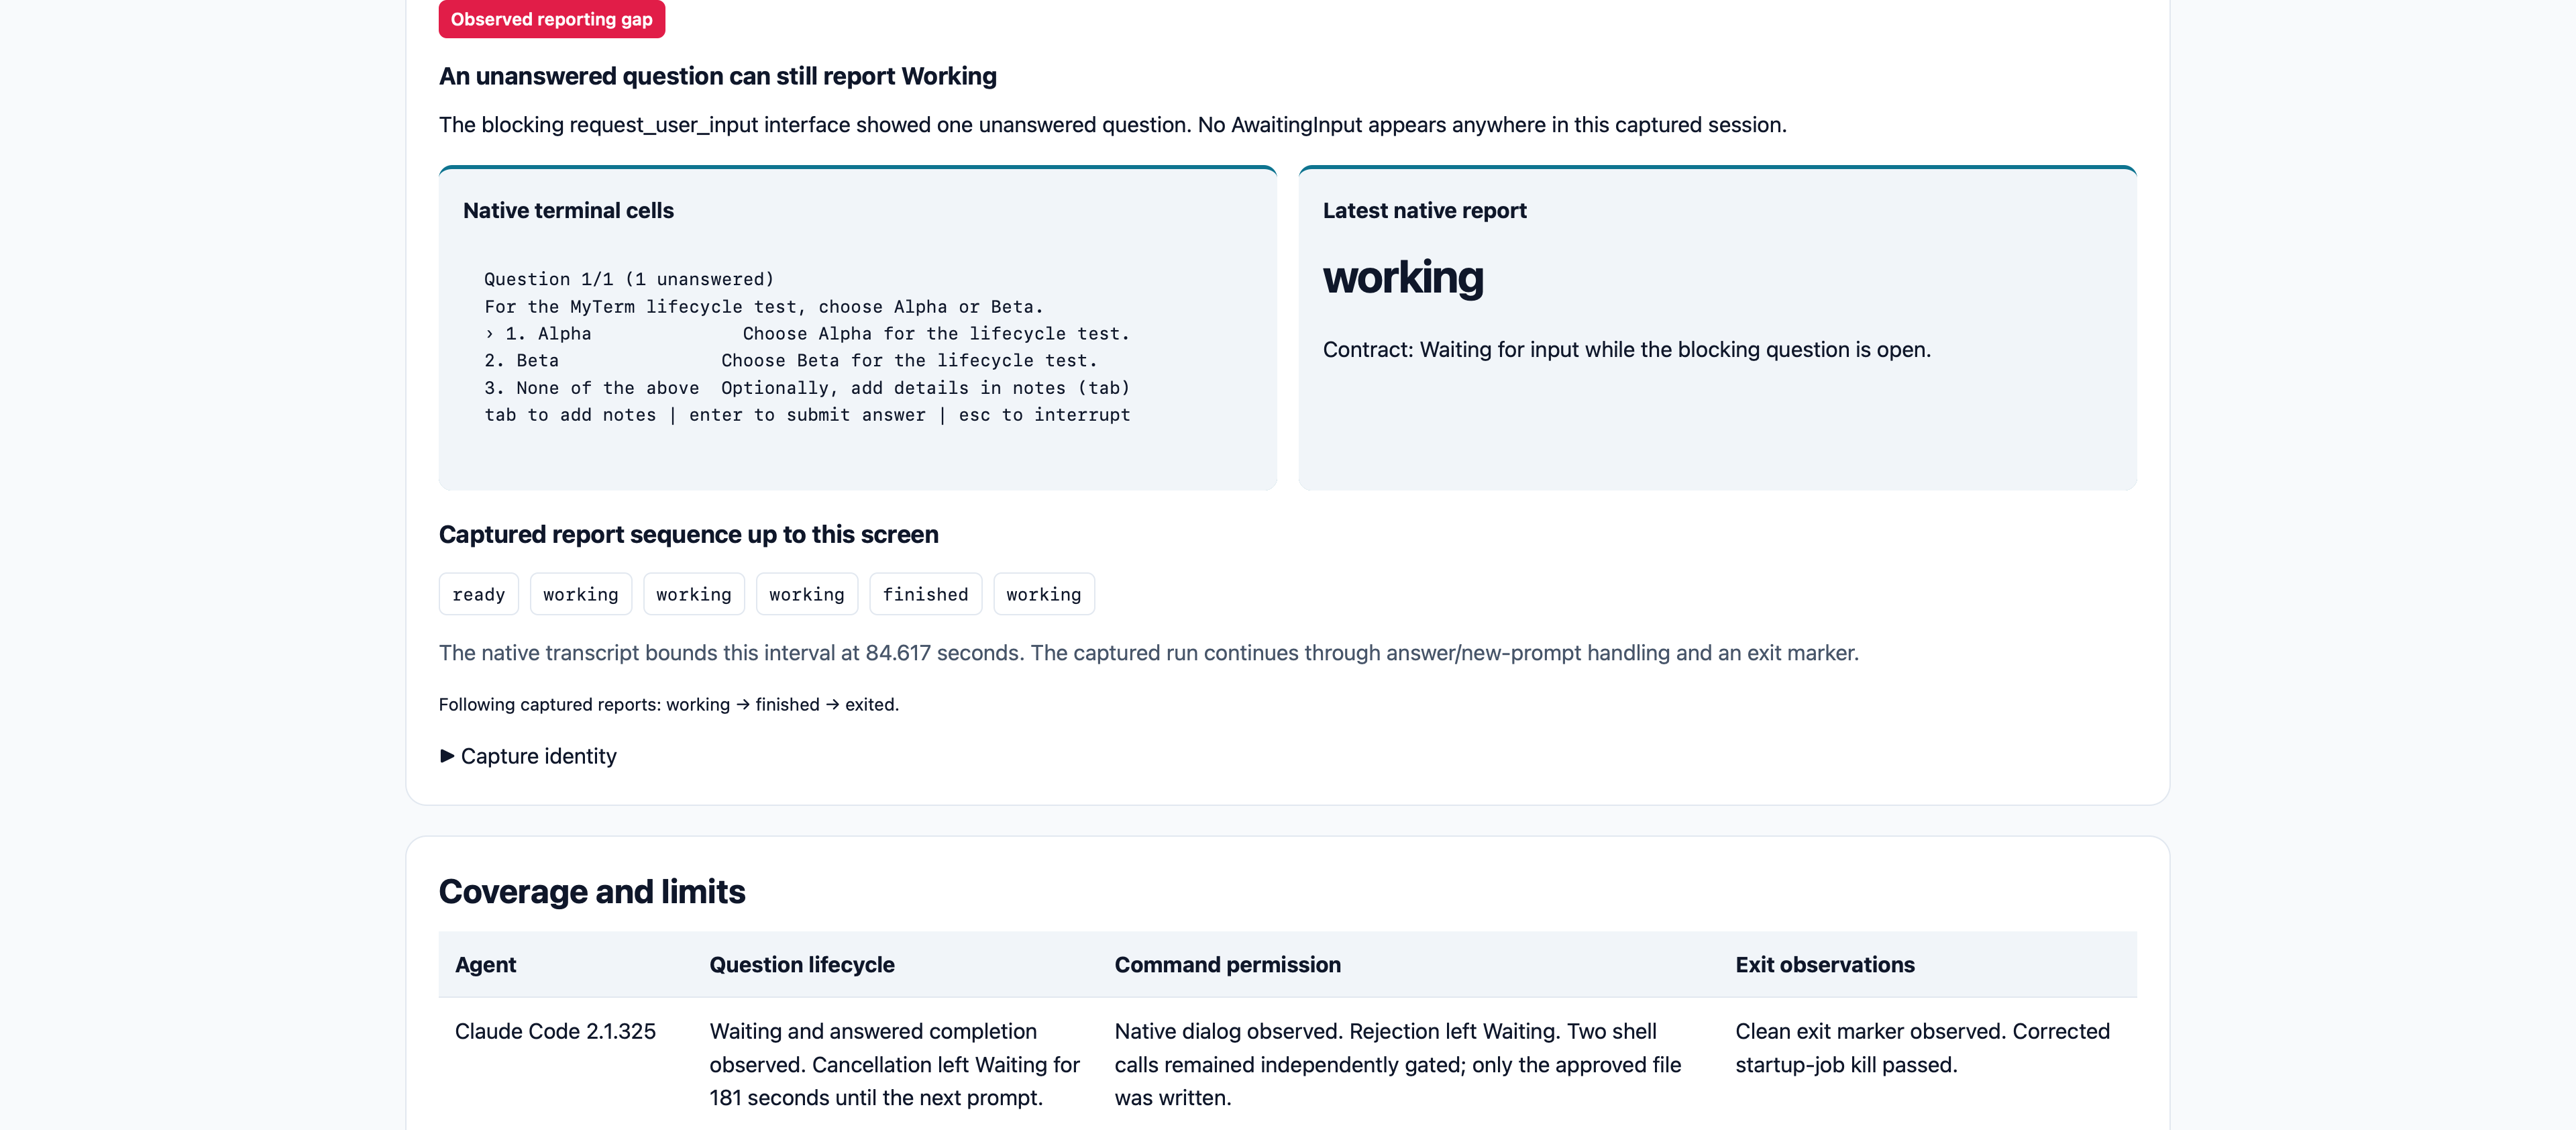 Observed reporting gap
An unanswered question can still report Working
The blocking request_user_input interface showed one unanswered question. No AwaitingInput appears anywhere in this captured session.
Native terminal cells
Question 1/1 (1 unanswered)
For the MyTerm lifecycle test, choose Alpha or Beta.
› 1. Alpha              Choose Alpha for the lifecycle test.
2. Beta               Choose Beta for the lifecycle test.
3. None of the above  Optionally, add details in notes (tab)
tab to add notes | enter to submit answer | esc to interrupt
Latest native report
working
Contract: Waiting for input while the blocking question is open.
Captured report sequence up to this screen
ready working working working finished working
The native transcript bounds this interval at 84.617 seconds. The captured run continues through answer/new-prompt handling and an exit marker.
Following captured reports: working → finished → exited.
▶ Capture identity
Coverage and limits
Agent Question lifecycle Command permission Exit observations
Claude Code 2.1.325
Waiting and answered completion
observed. Cancellation left Waiting for
181 seconds until the next prompt.
Native dialog observed. Rejection left Waiting. Two shell
calls remained independently gated; only the approved file
was written.
Clean exit marker observed. Corrected
startup-job kill passed.